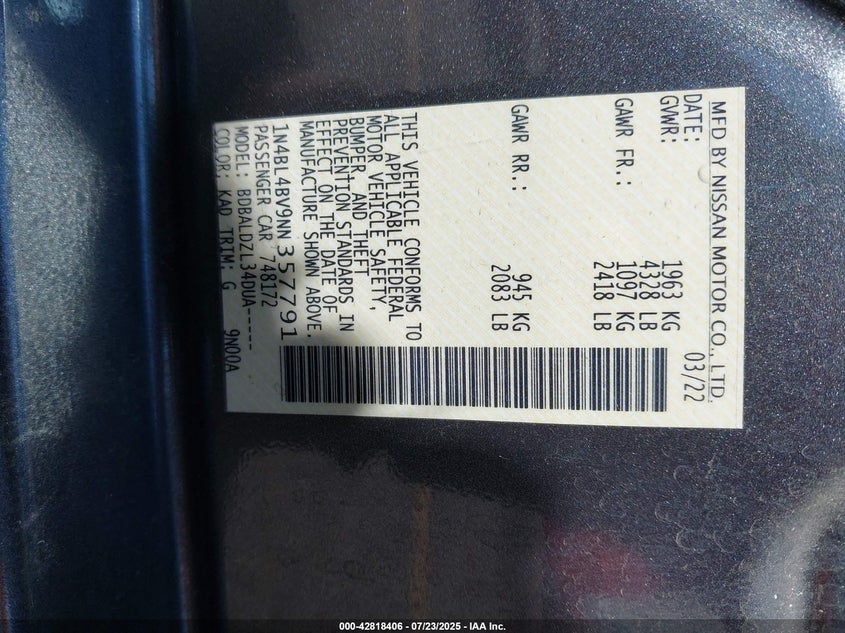 MFD BY NISSAN MOTOR CO., LTD.
DATE: 03/22
GVWR: 1963 KG
4328 LB
GAWR FR.: 1097 KG
2418 LB
GAWR RR.: 945 KG
2083 LB
THIS VEHICLE CONFORMS TO
ALL APPLICABLE FEDERAL
MOTOR VEHICLE SAFETY,
BUMPER, AND THEFT
PREVENTION STANDARDS IN
EFFECT ON THE DATE OF
MANUFACTURE SHOWN ABOVE.
1N4BL4BV9NN357791
PASSENGER CAR 748172
MODEL: BDBALDZL34DUA-----
COLOR: KAD TRIM: G 9N00A
000-42818406 - 07/23/2025 - IAA Inc.